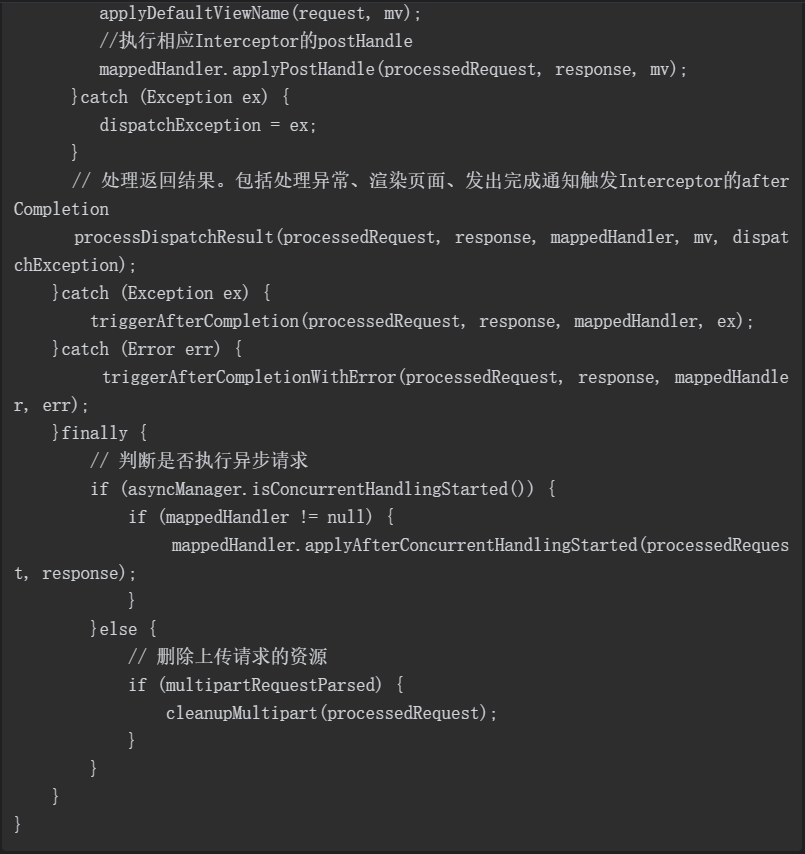 applyDefaultViewName(request, mv);
//执行相应Interceptor的postHandle
mappedHandler.applyPostHandle(processedRequest, response, mv);
}catch (Exception ex) {
dispatchException = ex;
}
// 处理返回结果。包括处理异常、渲染页面、发出完成通知触发Interceptor的after
Completion
processDispatchResult(processedRequest, response, mappedHandler, mv, dispat
chException);
}catch (Exception ex) {
triggerAfterCompletion(processedRequest, response, mappedHandler, ex);
}catch (Error err) {
triggerAfterCompletionWithError(processedRequest, response, mappedHandle
r, err);
}finally {
// 判断是否执行异步请求
if (asyncManager.isConcurrentHandlingStarted()) {
if (mappedHandler != null) {
mappedHandler.applyAfterConcurrentHandlingStarted(processedReques
t, response);
}
}else {
// 删除上传请求的资源
if (multipartRequestParsed) {
cleanupMultipart(processedRequest);
}
}
}
}